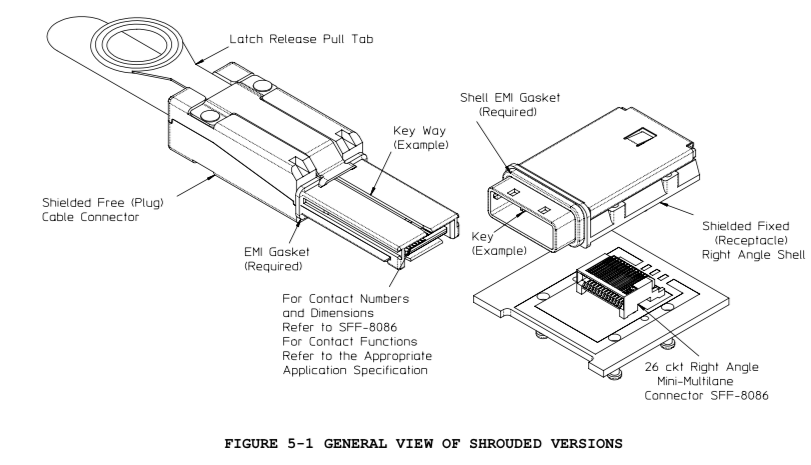 Latch Release Pull Tab
Shell EMI Gasket
(Required)
Key Way
(Example)
Shielded Free (Plug)
Cable Connector
Key
(Example)
Shielded Fixed
(Receptacle)
Right Angle Shell
EMI Gasket
(Required)
For Contact Numbers
and Dimensions
Refer to SFF-8086
For Contact Functions
Refer to the Appropriate
Application Specification
26 ckt Right Angle
Mini-Multilane
Connector SFF-8086
FIGURE 5-1 GENERAL VIEW OF SHROUDED VERSIONS